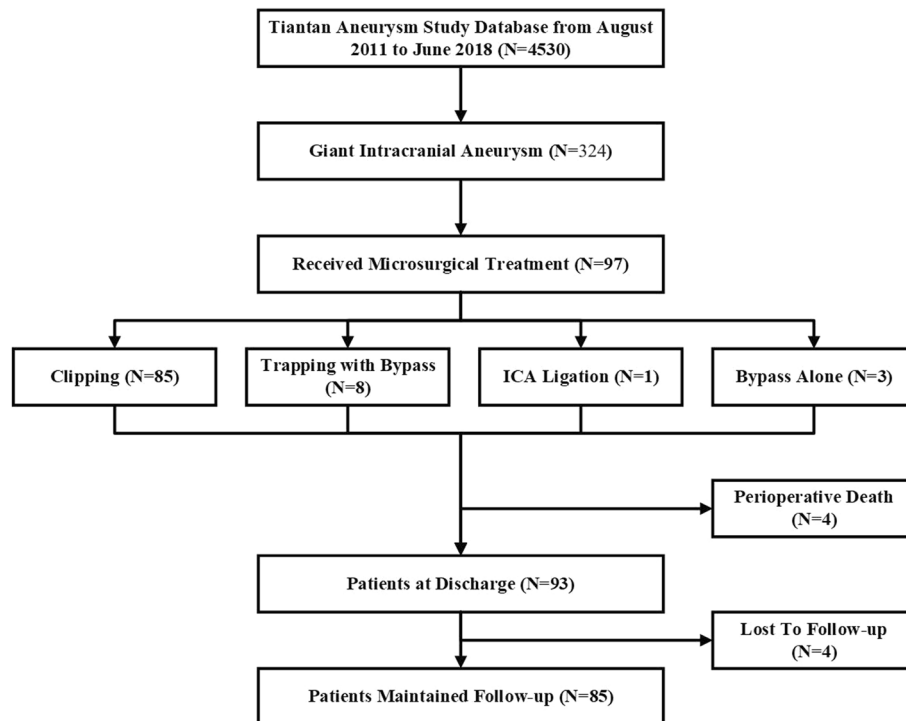 Tiantan Aneurysm Study Database from August
2011 to June 2018 (N=4530)
Giant Intracranial Aneurysm (N=324)
Received Microsurgical Treatment (N=97)
Clipping (N=85)
Trapping with Bypass
(N=8)
ICA Ligation (N=1)
Bypass Alone (N=3)
Perioperative Death
(N=4)
Patients at Discharge (N=93)
Lost To Follow-up
(N=4)
Patients Maintained Follow-up (N=85)